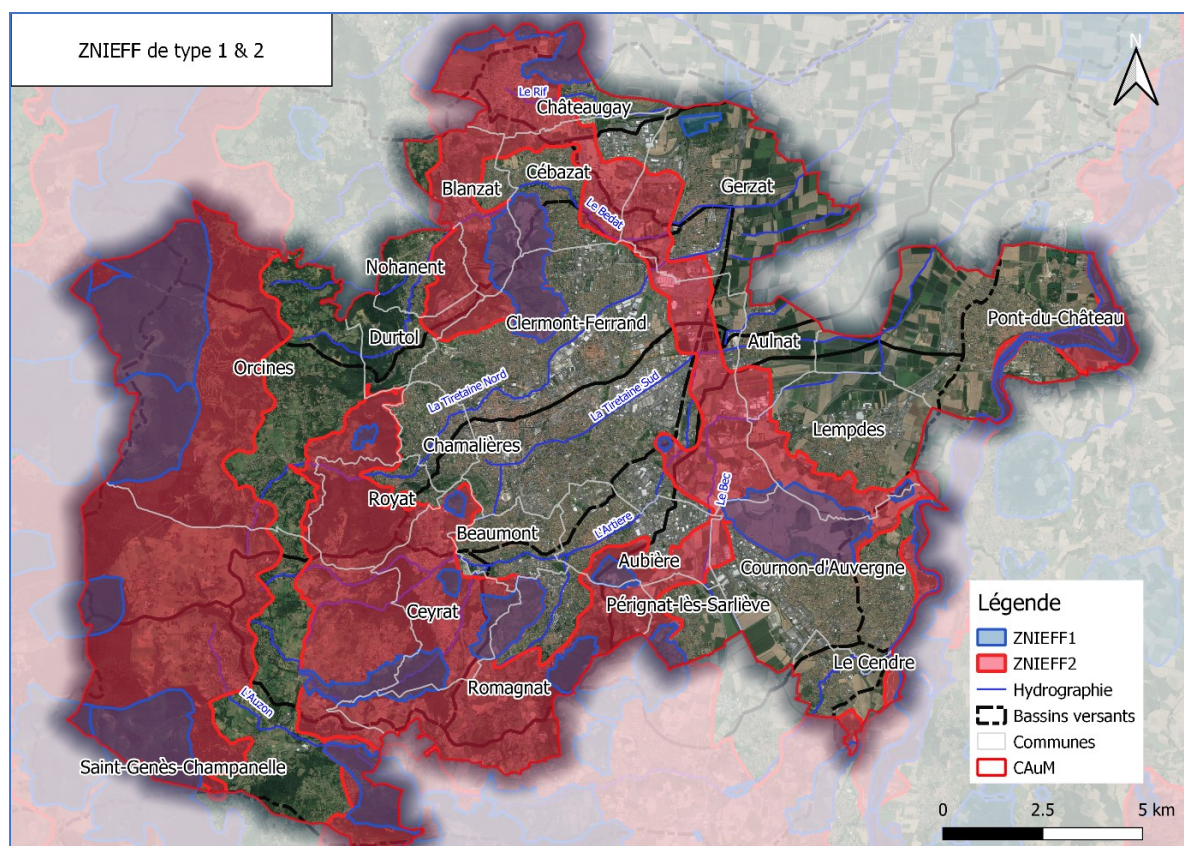 ZNIEFF de type 1 & 2
N
Le Rif
Châteaugay
Cébazat
Blanzat
Gerzat
Le Bedat
Nohanent
Durtol
Clermont-Ferrand
Pont-du-Château
Aulnat
Orcines
La Tiretaine Nord
La Tiretaine Sud
Lempdes
Chamalières
Royat
Le Bec
Beaumont
L'Artiere
Aubière
Cournon-d'Auvergne
Ceyrat
Pérignat-lès-Sarliève
Le Cendre
Romagnat
L'Auzon
Saint-Genès-Champanelle
Légende
ZNIEFF1
ZNIEFF2
Hydrographie
Bassins versants
Communes
CAuM
0 2.5 5 km